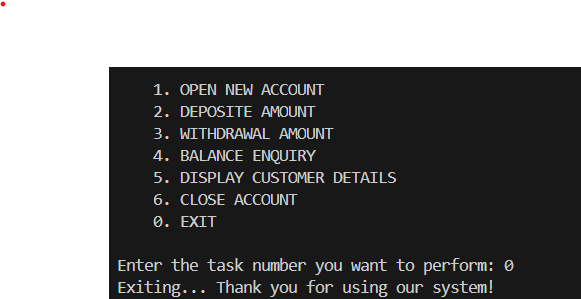 1. OPEN NEW ACCOUNT
2. DEPOSITE AMOUNT
3. WITHDRAWAL AMOUNT
4. BALANCE ENQUIRY
5. DISPLAY CUSTOMER DETAILS
6. CLOSE ACCOUNT
0. EXIT
Enter the task number you want to perform: 0
Exiting... Thank you for using our system!